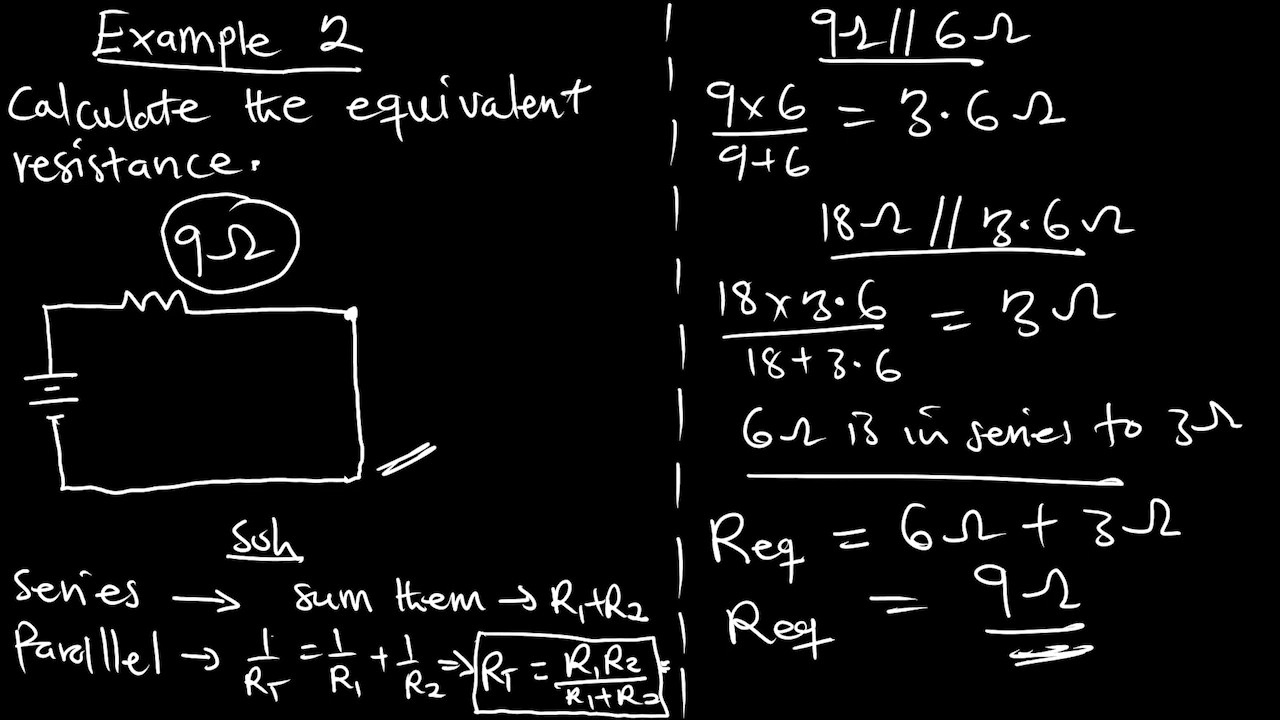 Example 2
Calculate the equivalent
resistance.
9Ω
Soln
Series → sum them → R₁+R₂
Parallel → 1/R_T = 1/R₁ + 1/R₂ ⇒ R_T = R₁R₂/R₁+R₂ =
9Ω // 6Ω
9×6/9+6 = 3.6Ω
18Ω // 3.6Ω
18×3.6/18+3.6 = 3Ω
6Ω is in series to 3Ω
Req = 6Ω + 3Ω
Req = 9Ω